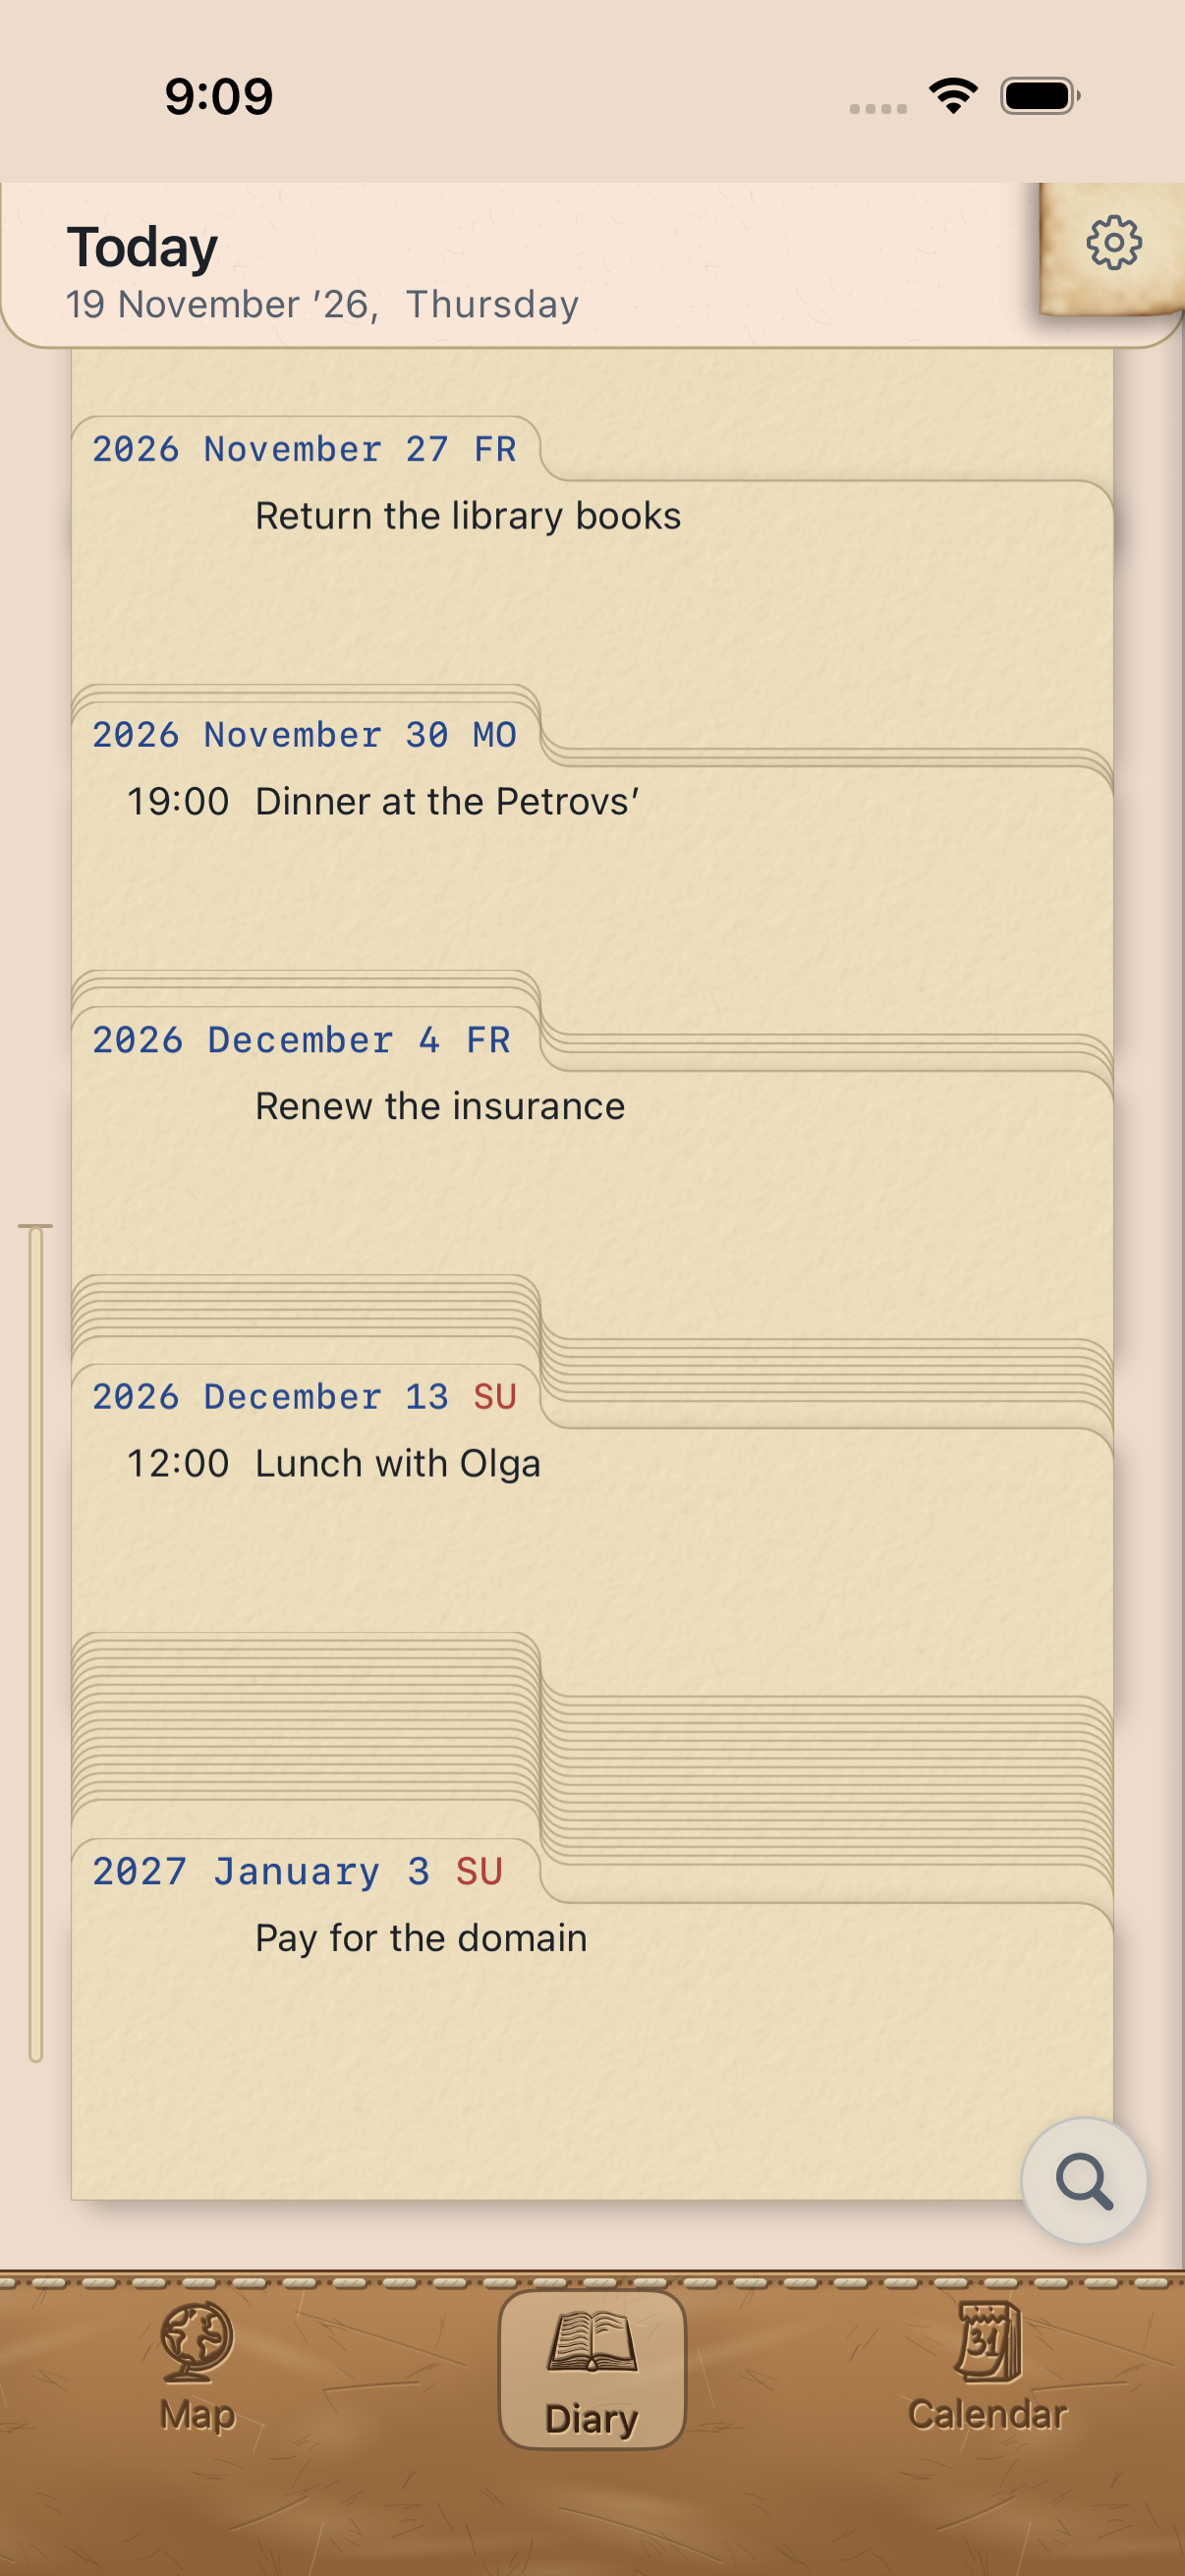 9:09
Today
19 November ’26, Thursday
2026 November 27 FR
Return the library books
2026 November 30 MO
19:00 Dinner at the Petrovs’
2026 December 4 FR
Renew the insurance
2026 December 13 SU
12:00 Lunch with Olga
2027 January 3 SU
Pay for the domain
31
Map
Diary
Calendar